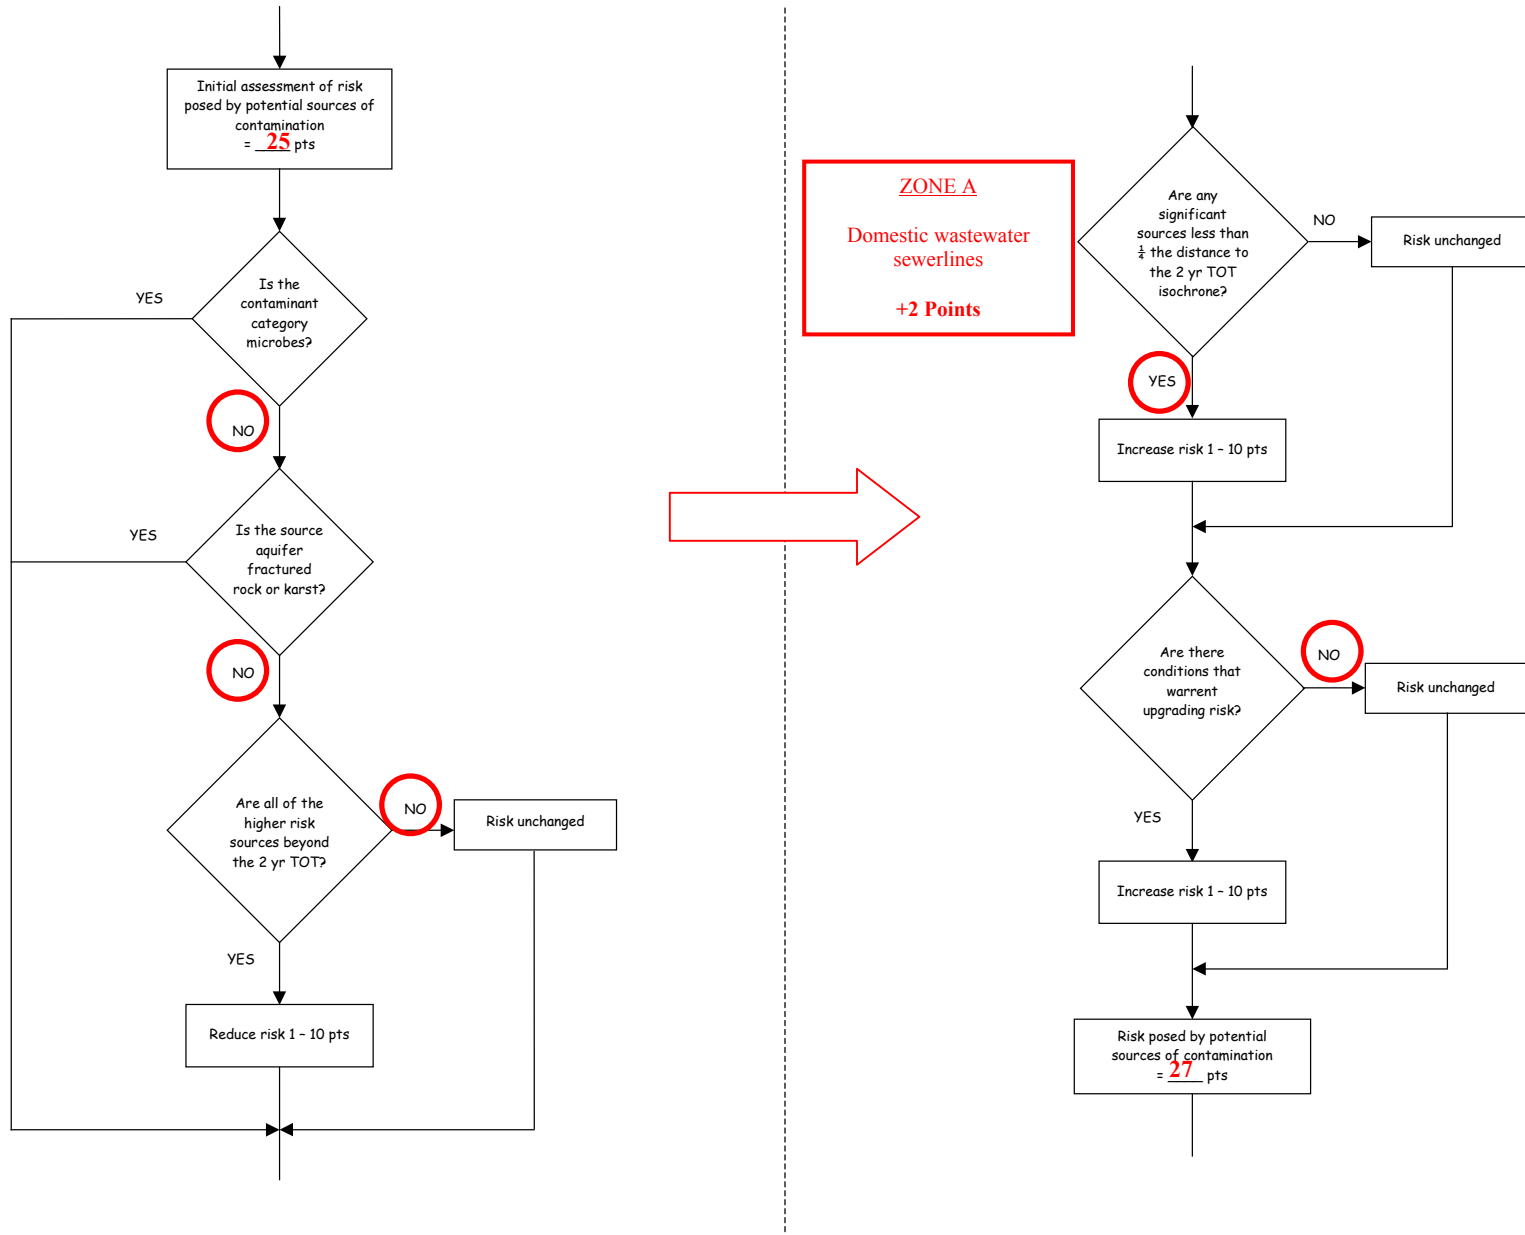 Initial assessment of risk
posed by potential sources of
contamination
= 25 pts
Is the
contaminant
category
microbes?
YES
NO
Is the source
aquifer
fractured
rock or karst?
YES
NO
Are all of the
higher risk
sources beyond
the 2 yr TOT?
NO
Risk unchanged
YES
Reduce risk 1 – 10 pts
ZONE A
Domestic wastewater
sewerlines
+2 Points
Are any
significant
sources less than
¼ the distance to
the 2 yr TOT
isochrone?
NO
Risk unchanged
YES
Increase risk 1 – 10 pts
Are there
conditions that
warrent
upgrading risk?
NO
Risk unchanged
YES
Increase risk 1 – 10 pts
Risk posed by potential
sources of contamination
= 27 pts